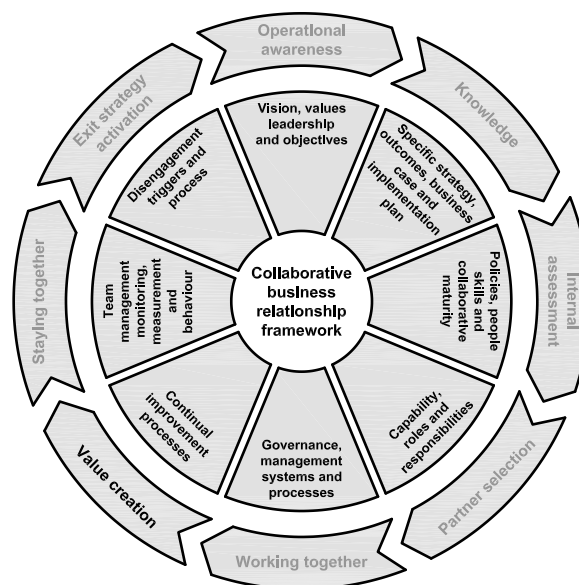 Operational
awareness
Knowledge
Internal
assessment
Partner selection
Working together
Value creation
Staying together
Exit strategy
activation
Vision, values
leadership
and objectives
Specific strategy,
outcomes, business
case and
implementation
plan
Policies, people
skills and
collaborative
maturity
Capability,
roles and
responsibilities
Governance,
management
systems and
processes
Continual
improvement
processes
Team
management
monitoring,
measurement
and
behaviour
Disengagement
triggers and
process
Collaborative
business
relationship
framework